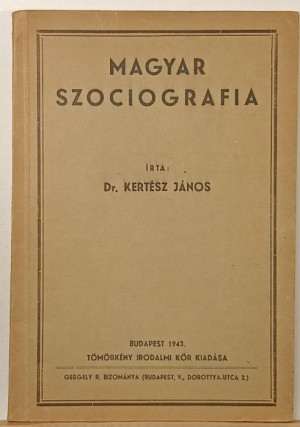 MAGYAR
SZOCIOGRAFIA
ÍRTA:
Dr. KERTÉSZ JÁNOS
BUDAPEST 1943.
TÖMÖRKÉNY IRODALMI KÖR KIADÁSA
GERGELY R. BIZOMÁNYA (BUDAPEST, V., DOROTTYA-UTCA 2.)